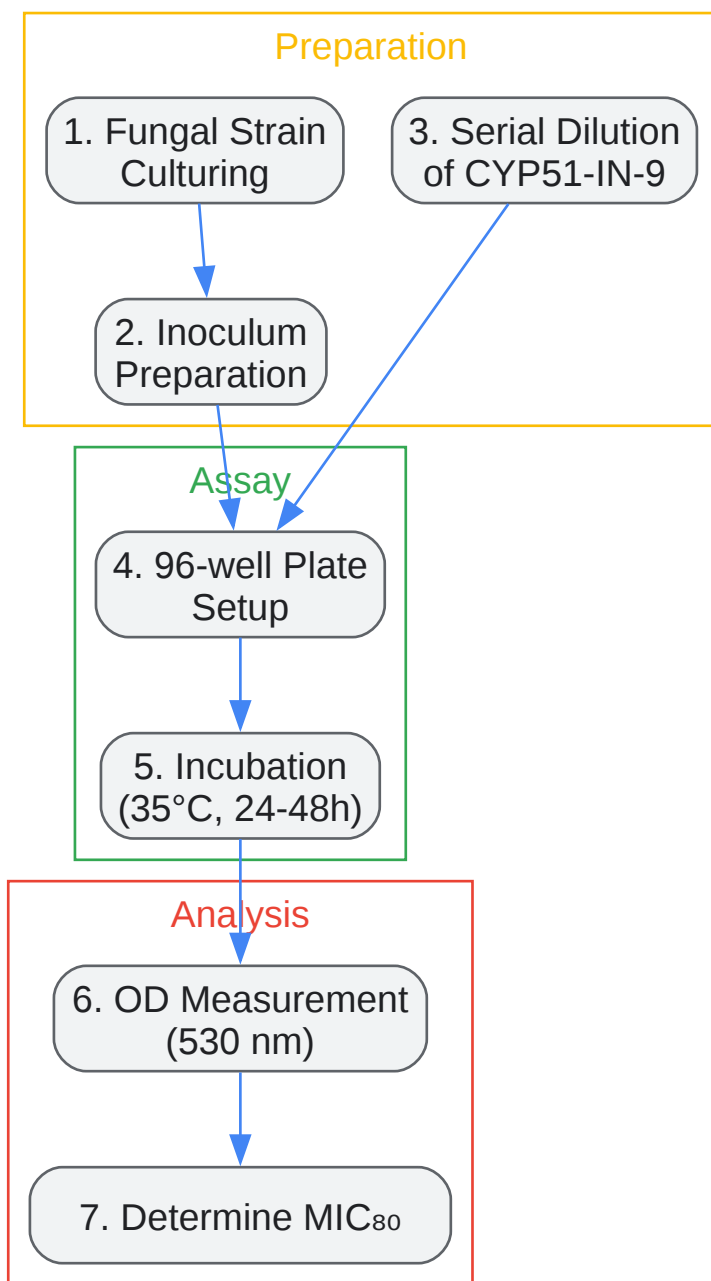 Preparation
1. Fungal Strain
Culturing
3. Serial Dilution
of CYP51-IN-9
2. Inoculum
Preparation
Assay
4. 96-well Plate
Setup
5. Incubation
(35°C, 24-48h)
Analysis
6. OD Measurement
(530 nm)
7. Determine MIC₈₀